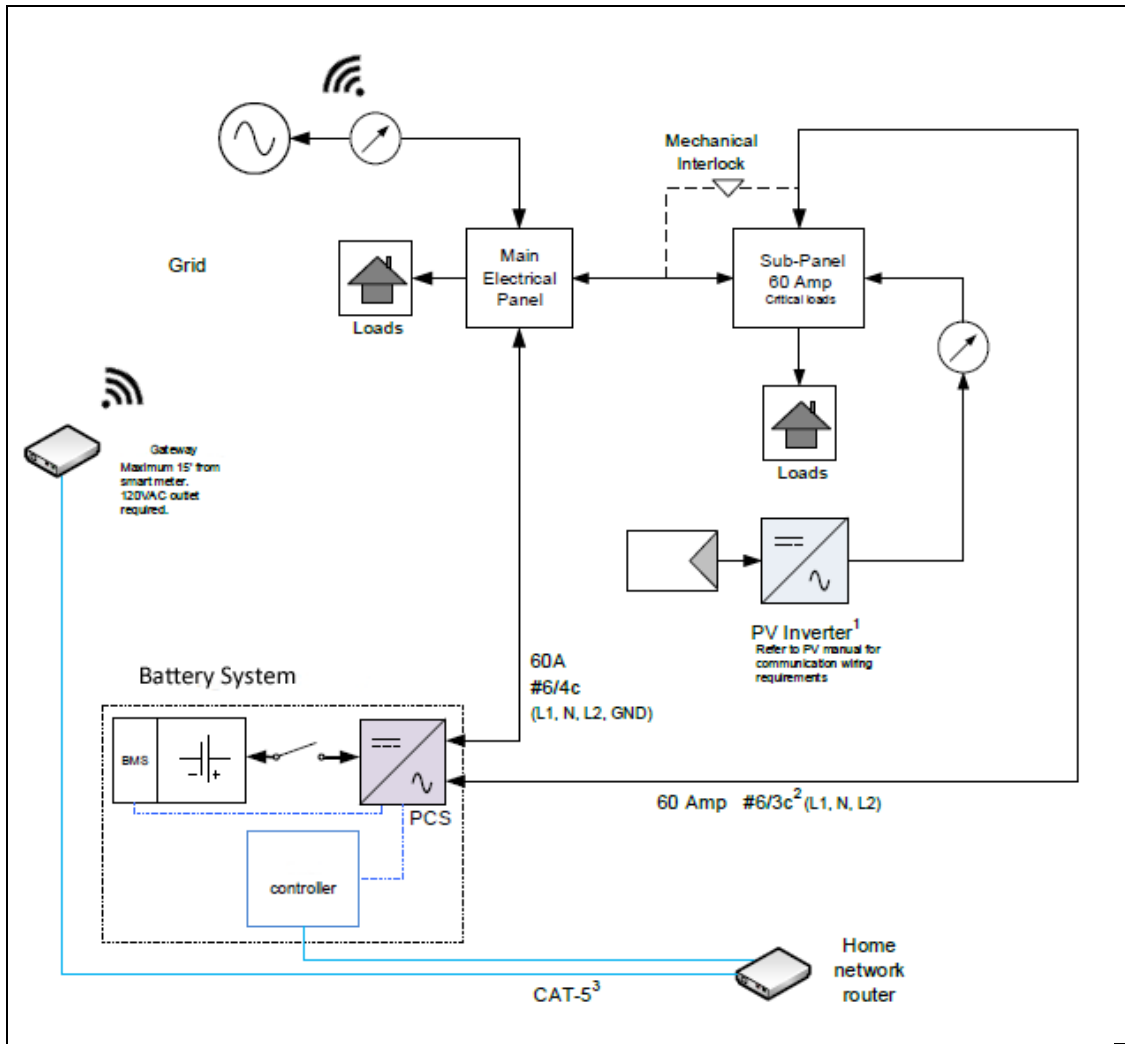 Mechanical
Interlock
Grid
Main
Electrical
Panel
Sub-Panel
60 Amp
Critical loads
Loads
Loads
Gateway
Maximum 15' from
smart meter.
120VAC outlet
required.
PV Inverter¹
Refer to PV manual for
communication wiring
requirements
60A
#6/4c
(L1, N, L2, GND)
Battery System
BMS
PCS
60 Amp #6/3c² (L1, N, L2)
controller
Home
network
router
CAT-5³